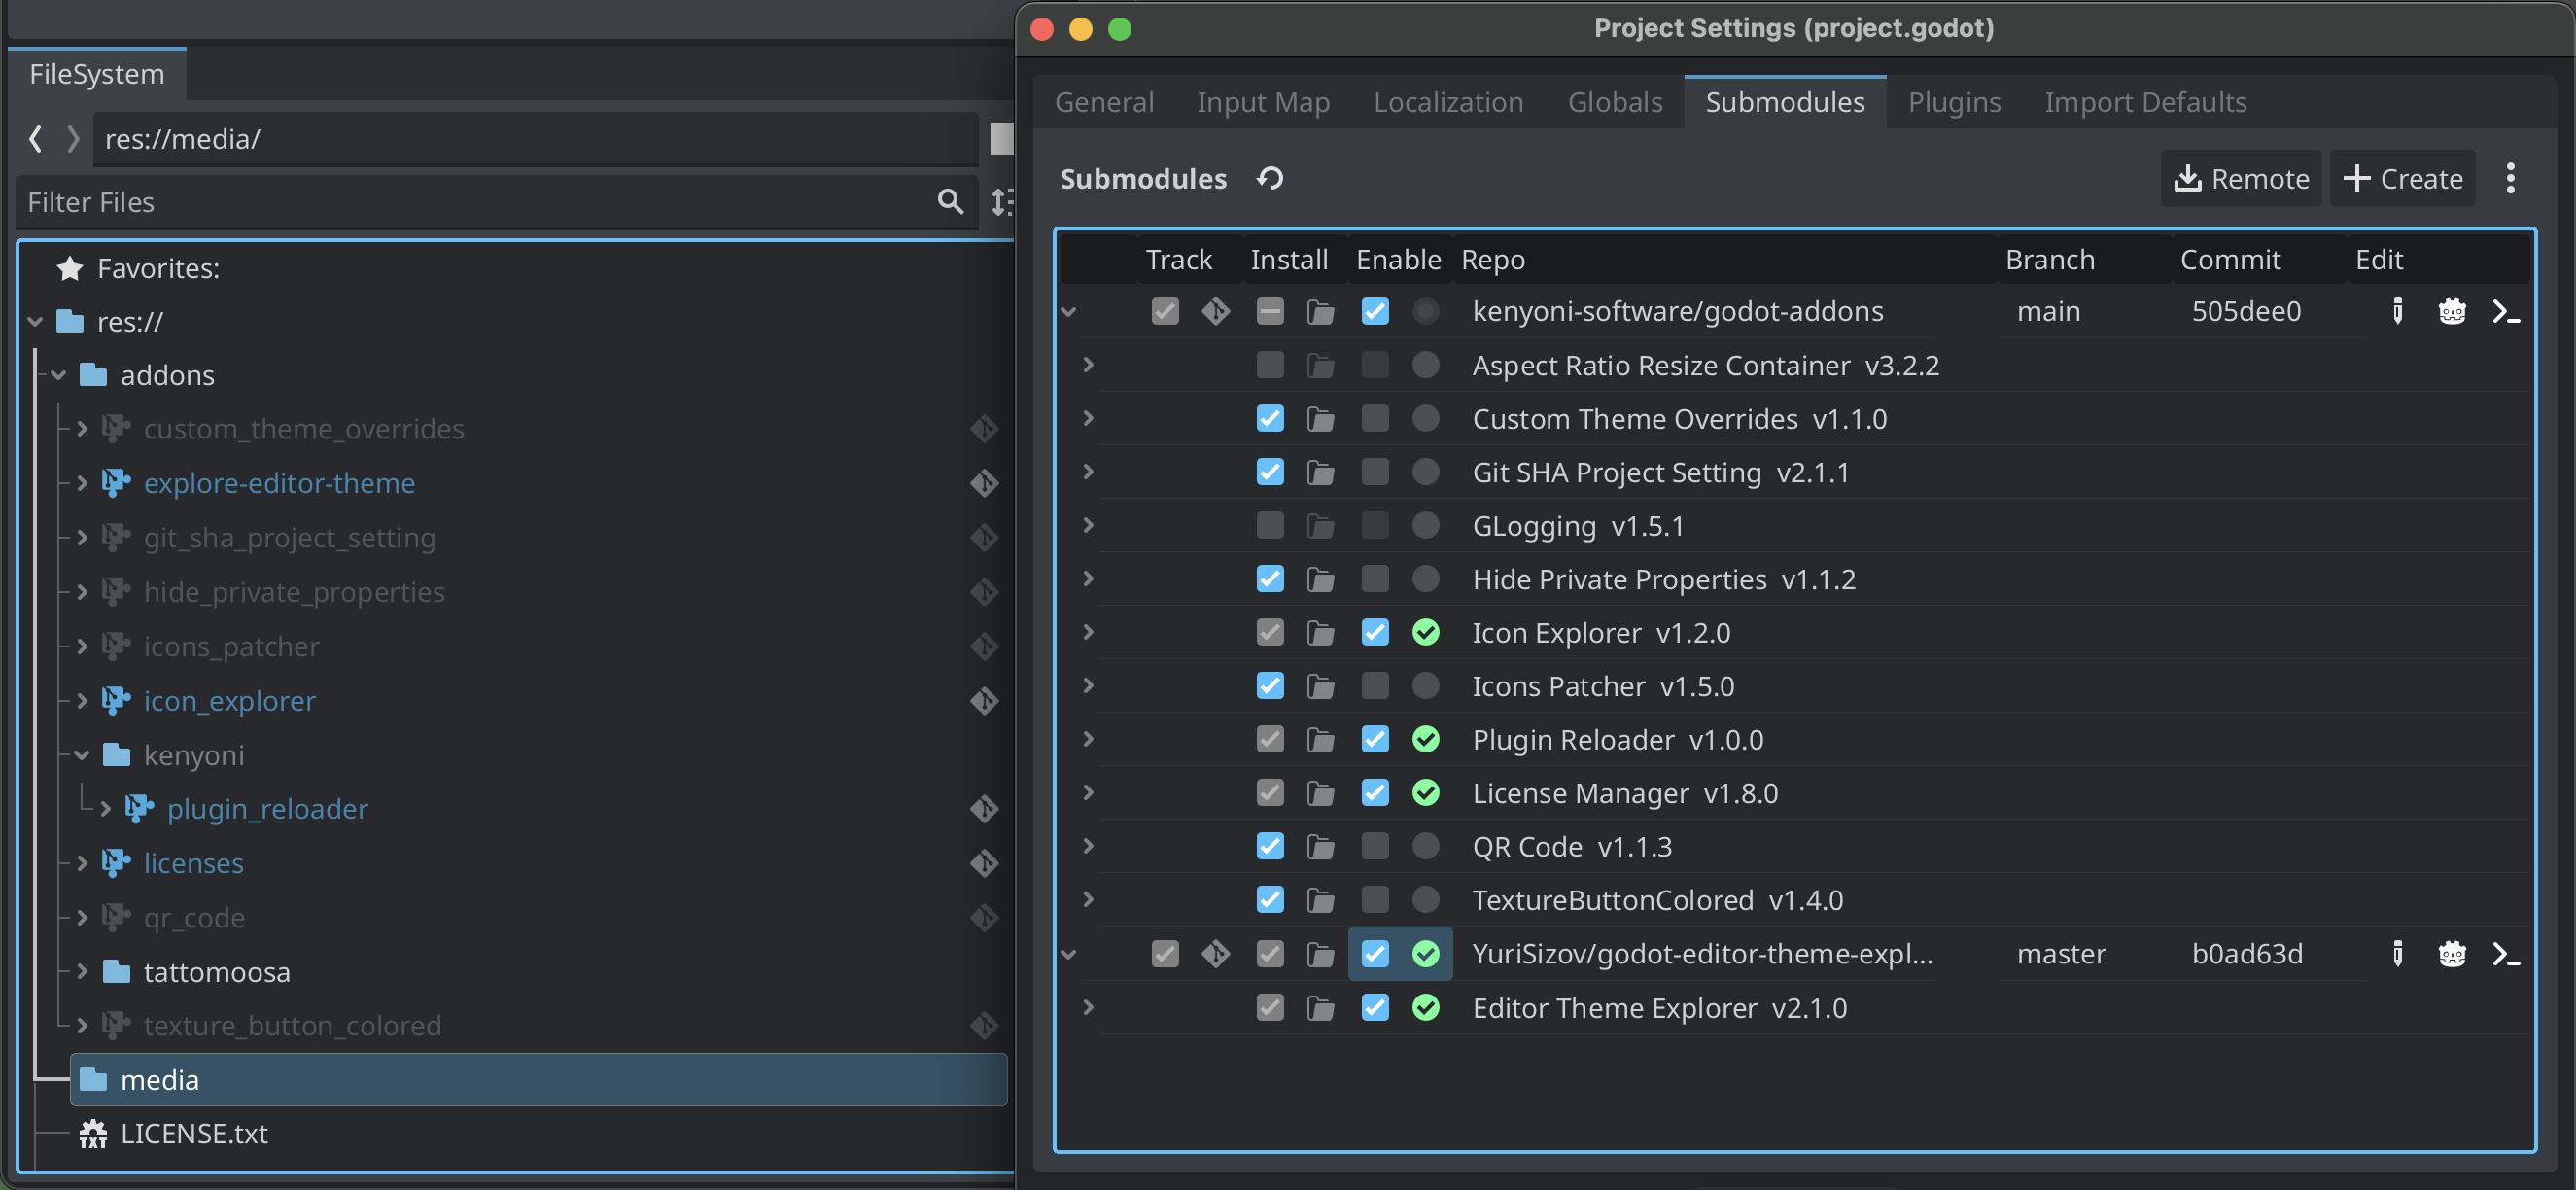 FileSystem
res://media/
Filter Files
Favorites:
res://
addons
custom_theme_overrides
explore-editor-theme
git_sha_project_setting
hide_private_properties
icons_patcher
icon_explorer
kenyoni
plugin_reloader
licenses
qr_code
tattomoosa
texture_button_colored
media
TXT LICENSE.txt
Project Settings (project.godot)
General Input Map Localization Globals Submodules Plugins Import Defaults
Submodules Remote Create
Track Install Enable Repo Branch Commit Edit
kenyoni-software/godot-addons main 505dee0
Aspect Ratio Resize Container v3.2.2
Custom Theme Overrides v1.1.0
Git SHA Project Setting v2.1.1
GLogging v1.5.1
Hide Private Properties v1.1.2
Icon Explorer v1.2.0
Icons Patcher v1.5.0
Plugin Reloader v1.0.0
License Manager v1.8.0
QR Code v1.1.3
TextureButtonColored v1.4.0
YuriSizov/godot-editor-theme-expl... master b0ad63d
Editor Theme Explorer v2.1.0